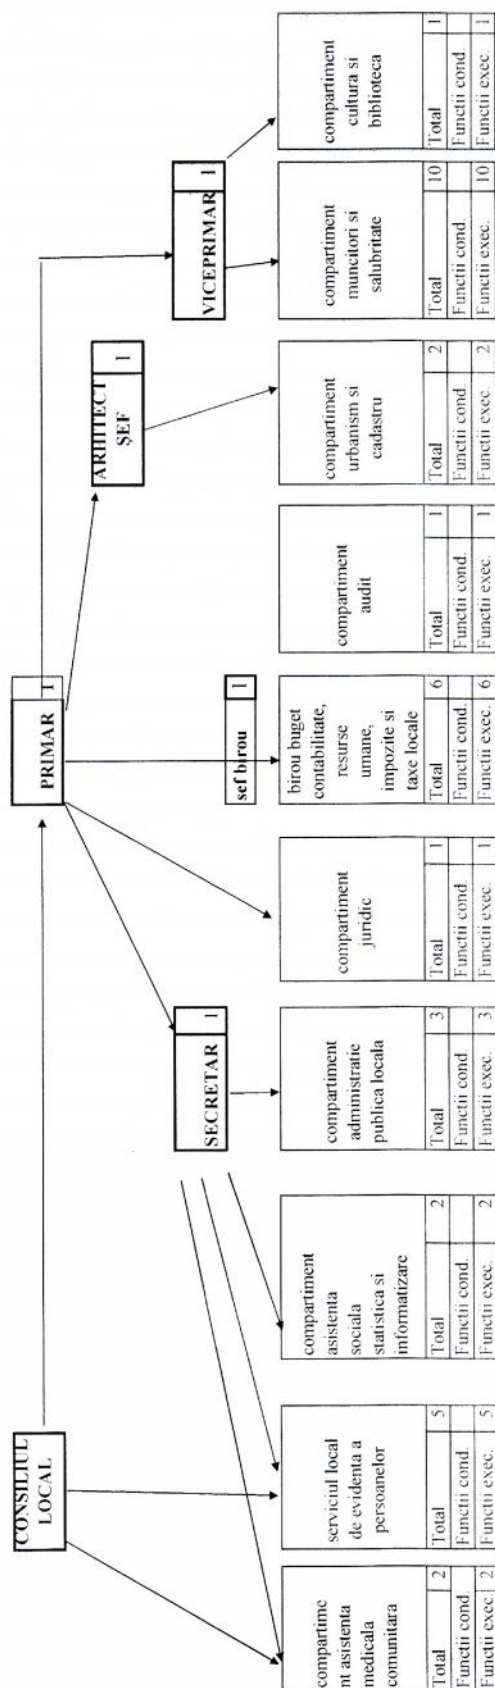 CONSILIUL
LOCAL
PRIMAR 1
ARHITECT
ŞEF 1
VICEPRIMAR 1
SECRETAR 1
sef birou 1
compartime
nt asistenta
medicala
comunitara
Total 2
Functii cond.
Functii exec. 2
serviciul local
de evidenta a
persoanelor
Total 5
Functii cond.
Functii exec. 5
compartiment
asistenta
sociala
statistica si
informatizare
Total 2
Functii cond.
Functii exec. 2
compartiment
administratie
publica locala
Total 3
Functii cond.
Functii exec. 3
compartiment
juridic
Total 1
Functii cond.
Functii exec. 1
birou buget
contabilitate,
resurse
umane,
impozite si
taxe locale
Total 6
Functii cond.
Functii exec. 6
compartiment
audit
Total 1
Functii cond.
Functii exec. 1
compartiment
urbanism si
cadastru
Total 2
Functii cond.
Functii exec. 2
compartiment
muncitori si
salubritate
Total 10
Functii cond.
Functii exec. 10
compartiment
cultura si
biblioteca
Total 1
Functii cond.
Functii exec. 1